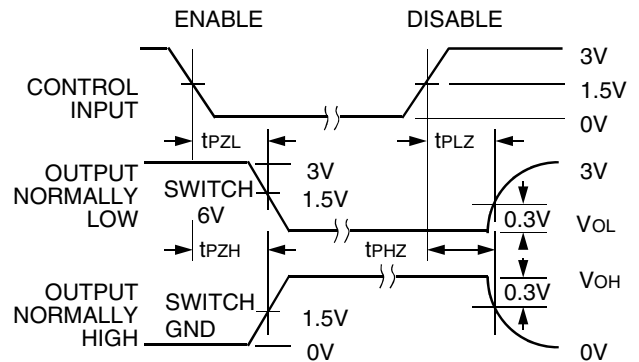 ENABLE DISABLE
3V
CONTROL
INPUT
1.5V
0V
tPZL tPLZ
OUTPUT
NORMALLY
LOW
SWITCH
6V
3V
1.5V
3V
0.3V
VOL
tPZH tPHZ
OUTPUT
NORMALLY
HIGH
SWITCH
GND
1.5V
0V
0.3V
VOH
0V